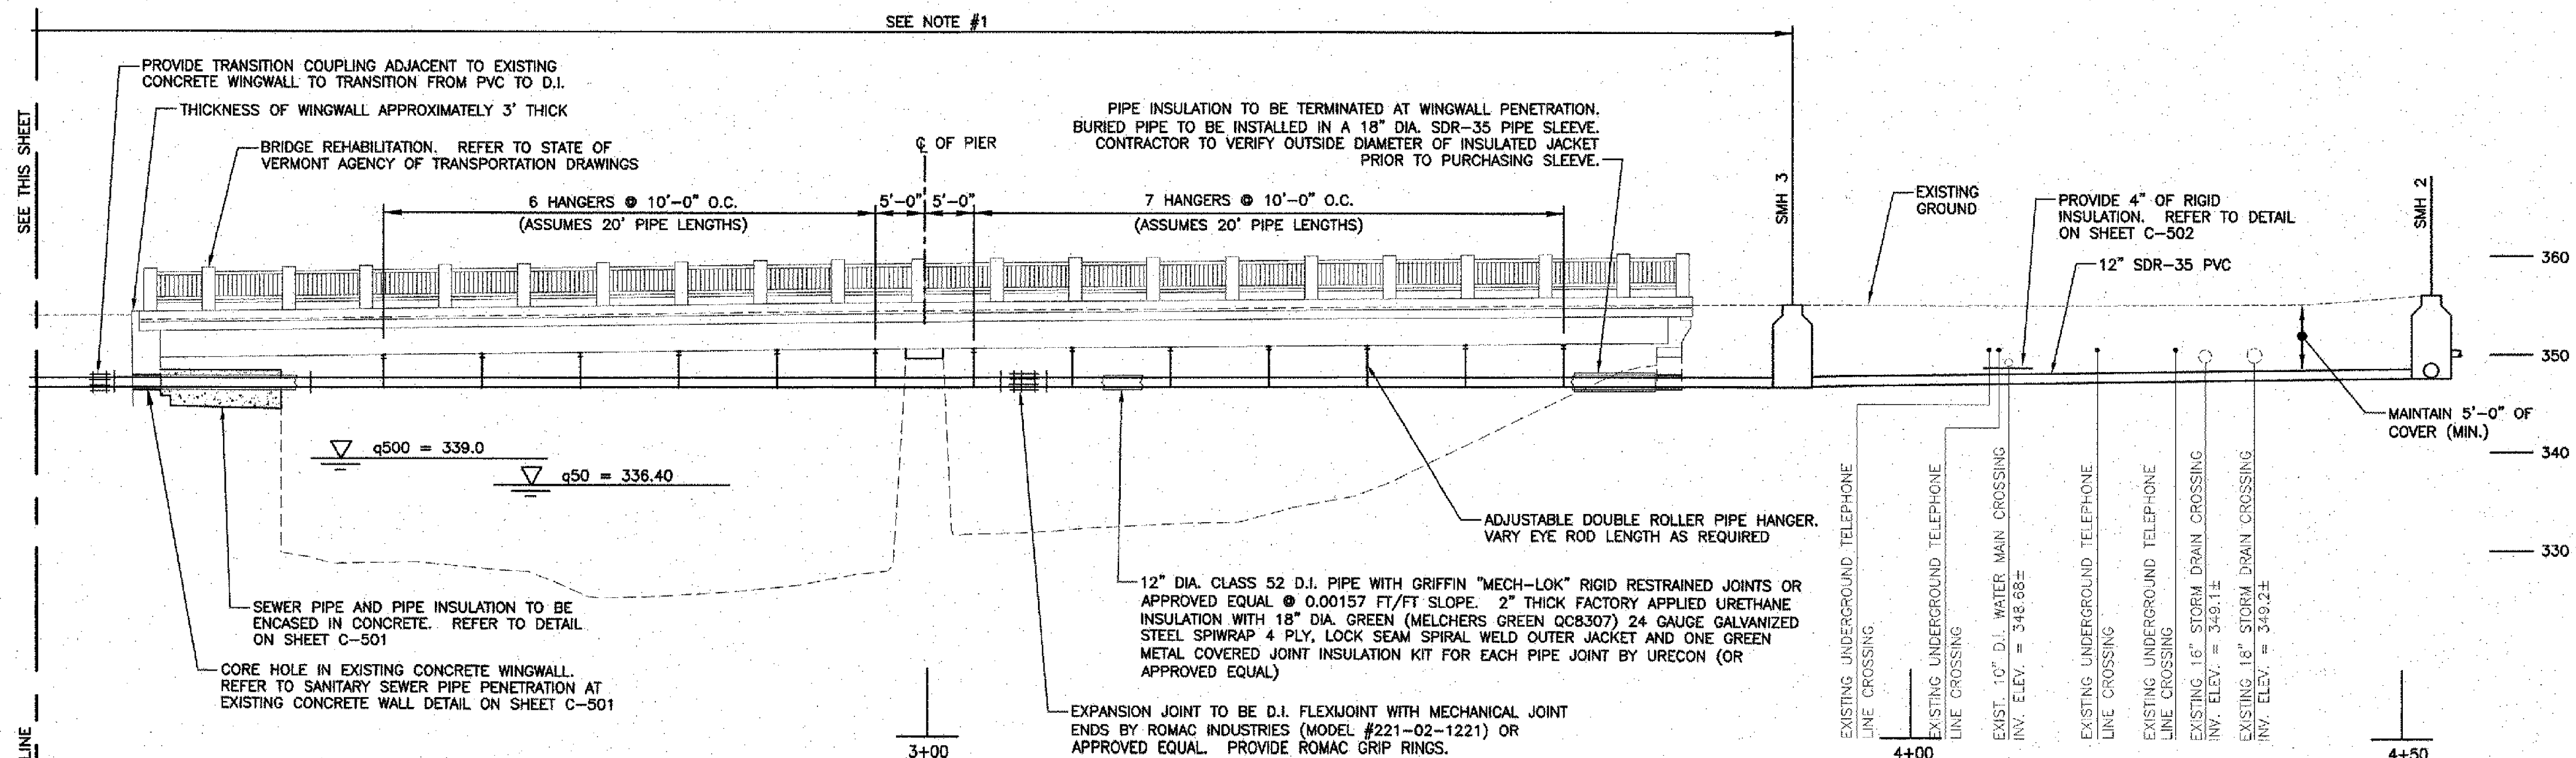 SEE NOTE #1
PROVIDE TRANSITION COUPLING ADJACENT TO EXISTING
CONCRETE WINGWALL TO TRANSITION FROM PVC TO D.I.
THICKNESS OF WINGWALL APPROXIMATELY 3' THICK
BRIDGE REHABILITATION. REFER TO STATE OF
VERMONT AGENCY OF TRANSPORTATION DRAWINGS
SEE THIS SHEET
LINE
℄ OF PIER
PIPE INSULATION TO BE TERMINATED AT WINGWALL PENETRATION.
BURIED PIPE TO BE INSTALLED IN A 18" DIA. SDR-35 PIPE SLEEVE.
CONTRACTOR TO VERIFY OUTSIDE DIAMETER OF INSULATED JACKET
PRIOR TO PURCHASING SLEEVE.
6 HANGERS @ 10'-0" O.C.
(ASSUMES 20' PIPE LENGTHS)
5'-0"
5'-0"
7 HANGERS @ 10'-0" O.C.
(ASSUMES 20' PIPE LENGTHS)
SMH 3
EXISTING
GROUND
PROVIDE 4" OF RIGID
INSULATION. REFER TO DETAIL
ON SHEET C-502
12" SDR-35 PVC
SMH 2
360
350
340
330
MAINTAIN 5'-0" OF
COVER (MIN.)
q500 = 339.0
q50 = 336.40
SEWER PIPE AND PIPE INSULATION TO BE
ENCASED IN CONCRETE. REFER TO DETAIL
ON SHEET C-501
CORE HOLE IN EXISTING CONCRETE WINGWALL.
REFER TO SANITARY SEWER PIPE PENETRATION AT
EXISTING CONCRETE WALL DETAIL ON SHEET C-501
ADJUSTABLE DOUBLE ROLLER PIPE HANGER.
VARY EYE ROD LENGTH AS REQUIRED
12" DIA. CLASS 52 D.I. PIPE WITH GRIFFIN "MECH-LOK" RIGID RESTRAINED JOINTS OR
APPROVED EQUAL @ 0.00157 FT/FT SLOPE. 2" THICK FACTORY APPLIED URETHANE
INSULATION WITH 18" DIA. GREEN (MELCHERS GREEN QC8307) 24 GAUGE GALVANIZED
STEEL SPIWRAP 4 PLY, LOCK SEAM SPIRAL WELD OUTER JACKET AND ONE GREEN
METAL COVERED JOINT INSULATION KIT FOR EACH PIPE JOINT BY URECON (OR
APPROVED EQUAL)
EXPANSION JOINT TO BE D.I. FLEXIJOINT WITH MECHANICAL JOINT
ENDS BY ROMAC INDUSTRIES (MODEL #221-02-1221) OR
APPROVED EQUAL. PROVIDE ROMAC GRIP RINGS.
EXISTING UNDERGROUND TELEPHONE
LINE CROSSING
EXISTING UNDERGROUND TELEPHONE
LINE CROSSING
EXIST. 10" D.I. WATER MAIN CROSSING
INV. ELEV. = 348.68±
EXISTING UNDERGROUND TELEPHONE
LINE CROSSING
EXISTING UNDERGROUND TELEPHONE
LINE CROSSING
EXISTING 16" STORM DRAIN CROSSING
INV. ELEV. = 349.1±
EXISTING 18" STORM DRAIN CROSSING
INV. ELEV. = 349.2±
3+00
4+00
4+50